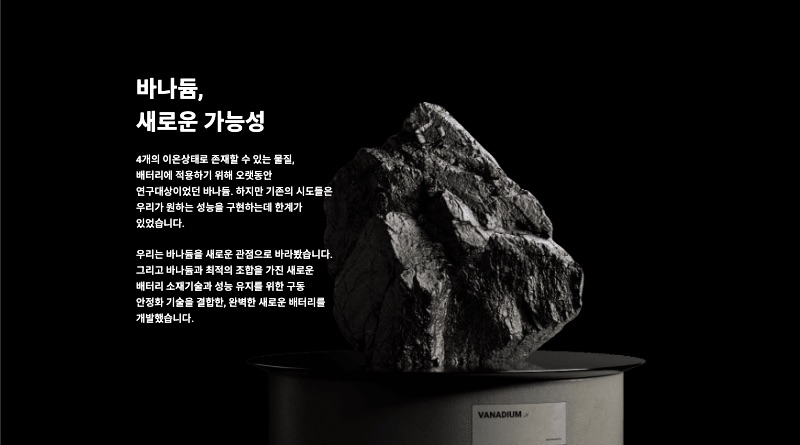 바나듐,
새로운 가능성
4개의 이온상태로 존재할 수 있는 물질,
배터리에 적용하기 위해 오랫동안
연구대상이었던 바나듐. 하지만 기존의 시도들은
우리가 원하는 성능을 구현하는데 한계가
있었습니다.
우리는 바나듐을 새로운 관점으로 바라봤습니다.
그리고 바나듐과 최적의 조합을 가진 새로운
배터리 소재기술과 성능 유지를 위한 구동
안정화 기술을 결합한, 완벽한 새로운 배터리를
개발했습니다.
VANADIUM